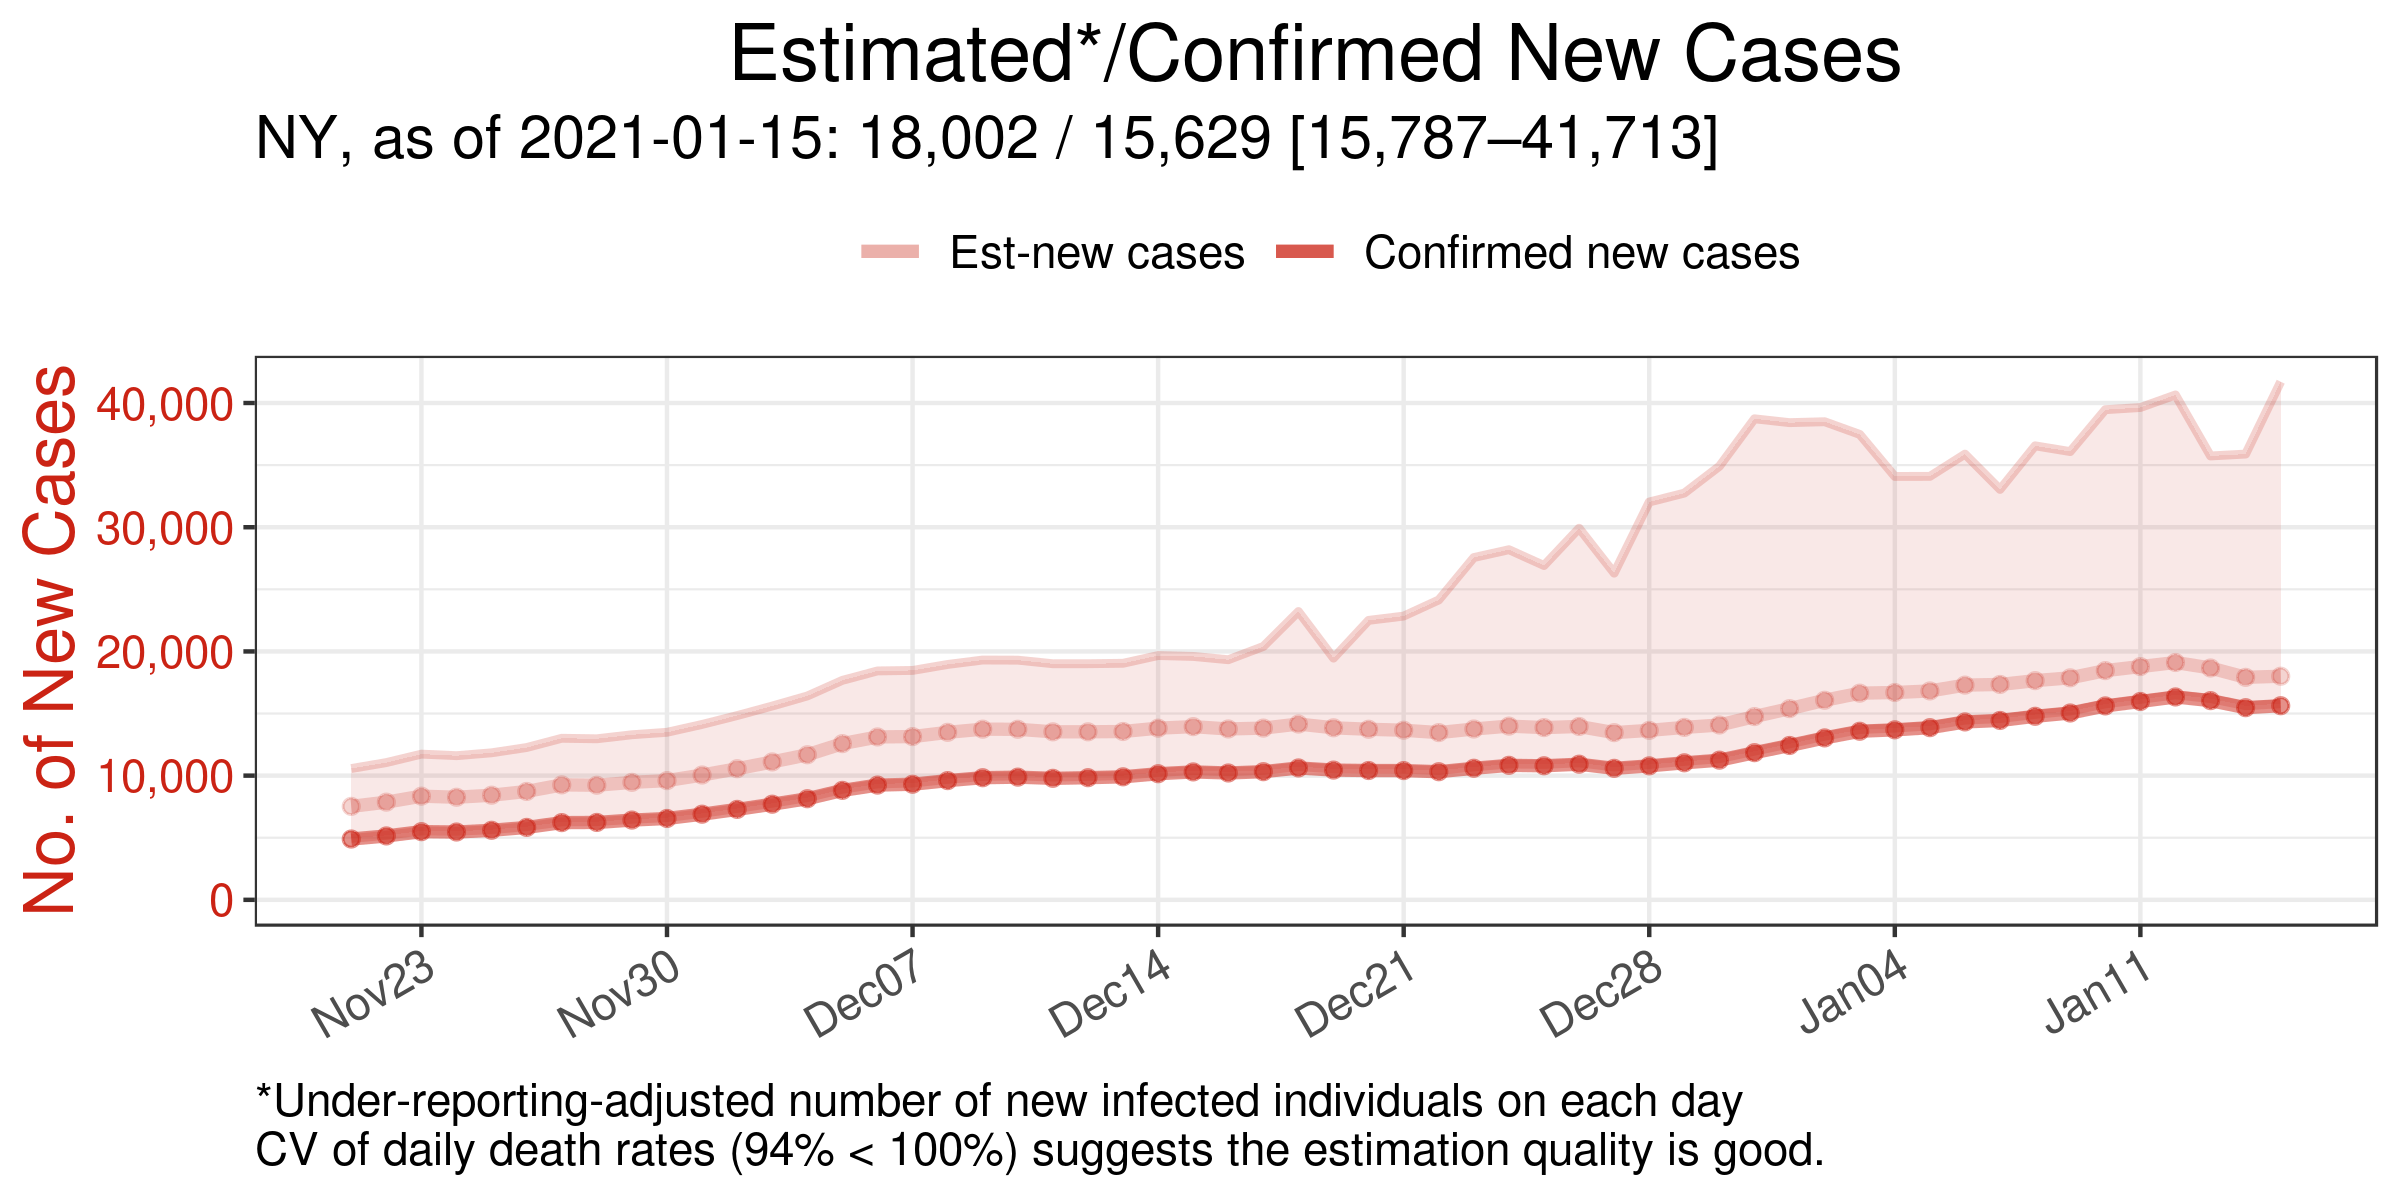 Estimated*/Confirmed New Cases
NY, as of 2021-01-15: 18,002 / 15,629 [15,787–41,713]
Est-new cases
Confirmed new cases
No. of New Cases
40,000
30,000
20,000
10,000
0
Nov23
Nov30
Dec07
Dec14
Dec21
Dec28
Jan04
Jan11
*Under-reporting-adjusted number of new infected individuals on each day
CV of daily death rates (94% < 100%) suggests the estimation quality is good.